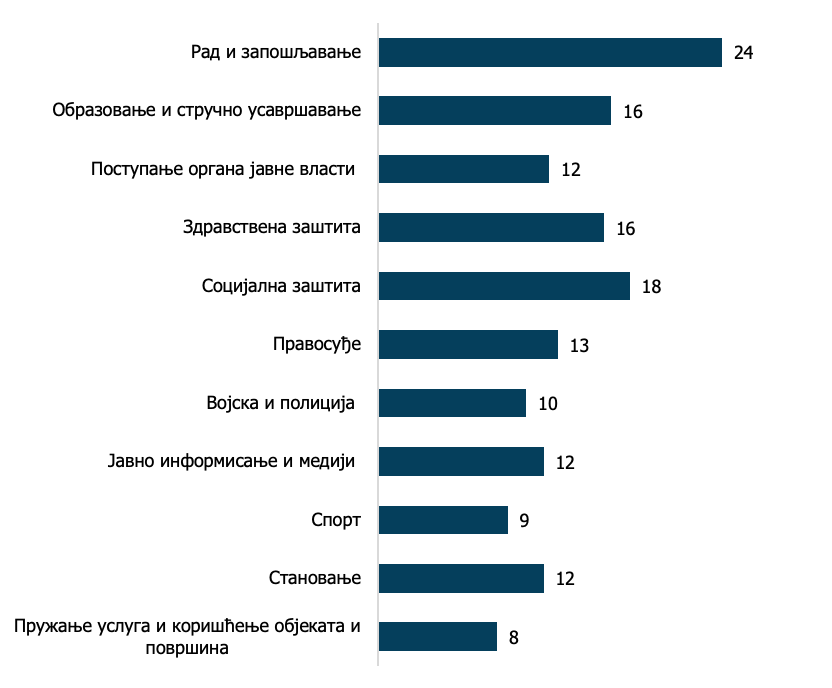 Рад и запошљавање 24
Образовање и стручно усавршавање 16
Поступање органа јавне власти 12
Здравствена заштита 16
Социјална заштита 18
Правосуђе 13
Војска и полиција 10
Јавно информисање и медији 12
Спорт 9
Становање 12
Пружање услуга и коришћење објеката и
површина 8